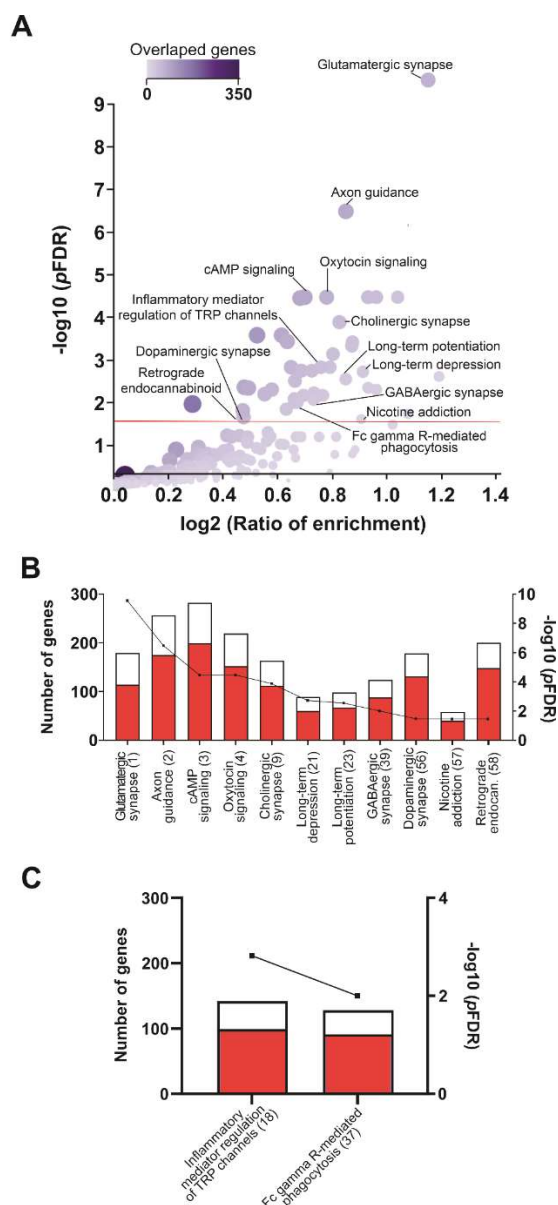 A
Overlaped genes
0 350
Glutamatergic synapse
9
8
7
6
5
4
3
2
1
-log10 (pFDR)
Axon guidance
cAMP signaling
Oxytocin signaling
Inflammatory mediator
regulation of TRP channels
Cholinergic synapse
Dopaminergic synapse
Long-term potentiation
Long-term depression
Retrograde
endocannabinoid
GABAergic synapse
Nicotine addiction
Fc gamma R-mediated
phagocytosis
0.0 0.2 0.4 0.6 0.8 1.0 1.2 1.4
log2 (Ratio of enrichment)
B
Number of genes
300
200
100
0
10
8
6
4
2
0
-log10 (pFDR)
Glutamatergic
synapse (1)
Axon
guidance (2)
cAMP
signaling (3)
Oxytocin
signaling (4)
Cholinergic
synapse (9)
Long-term
depression (21)
Long-term
potentiation (23)
GABAergic
synapse (39)
Dopaminergic
synapse (56)
Nicotine
addiction (57)
Retrograde
endocan. (58)
C
Number of genes
300
200
100
0
4
2
0
-log10 (pFDR)
Inflammatory
mediator regulation
of TRP channels (18)
Fc gamma R-mediated
phagocytosis (37)